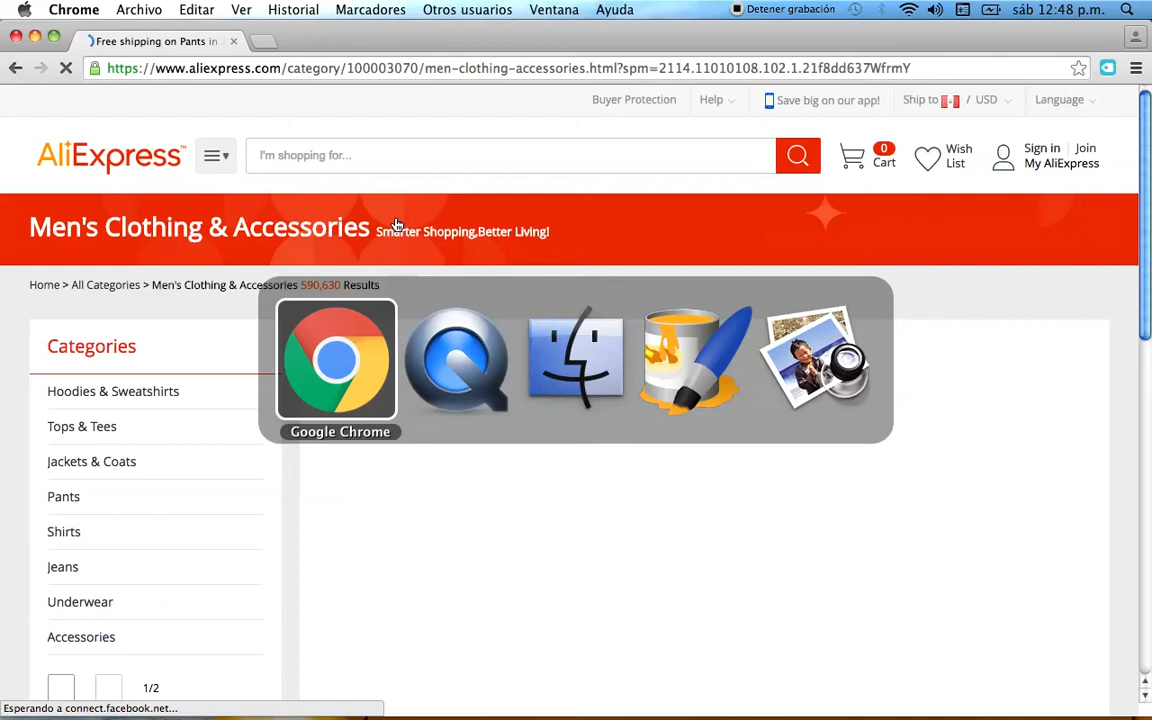 Chrome Archivo Editar Ver Historial Marcadores Otros usuarios Ventana Ayuda Detener grabación sáb 12:48 p.m.
Free shipping on Pants in
https://www.aliexpress.com/category/100003070/men-clothing-accessories.html?spm=2114.11010108.102.1.21f8dd637WfrmY
Buyer Protection Help Save big on our app! Ship to / USD Language
AliExpress™ I'm shopping for... 0 Cart Wish List Sign in Join My AliExpress
Men's Clothing & Accessories Smarter Shopping,Better Living!
Home > All Categories > Men's Clothing & Accessories 590,630 Results
Categories
Google Chrome
Hoodies & Sweatshirts
Tops & Tees
Jackets & Coats
Pants
Shirts
Jeans
Underwear
Accessories
1/2
Esperando a connect.facebook.net...